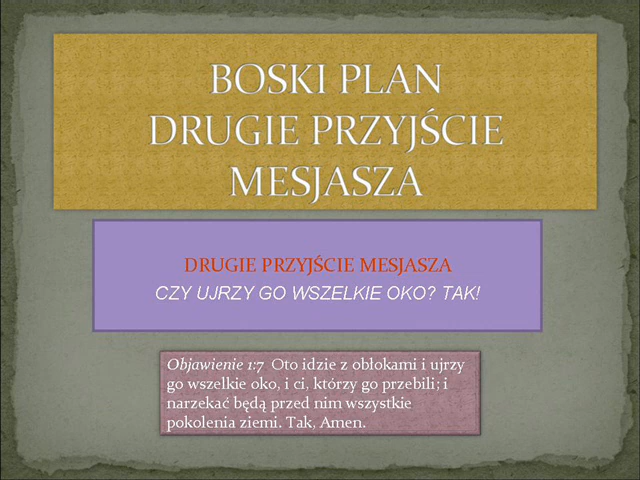 BOSKI PLAN
DRUGIE PRZYJŚCIE
MESJASZA
DRUGIE PRZYJŚCIE MESJASZA
CZY UJRZY GO WSZELKIE OKO? TAK!
Objawienie 1:7 Oto idzie z obłokami i ujrzy
go wszelkie oko, i ci, którzy go przebili; i
narzekać będą przed nim wszystkie
pokolenia ziemi. Tak, Amen.